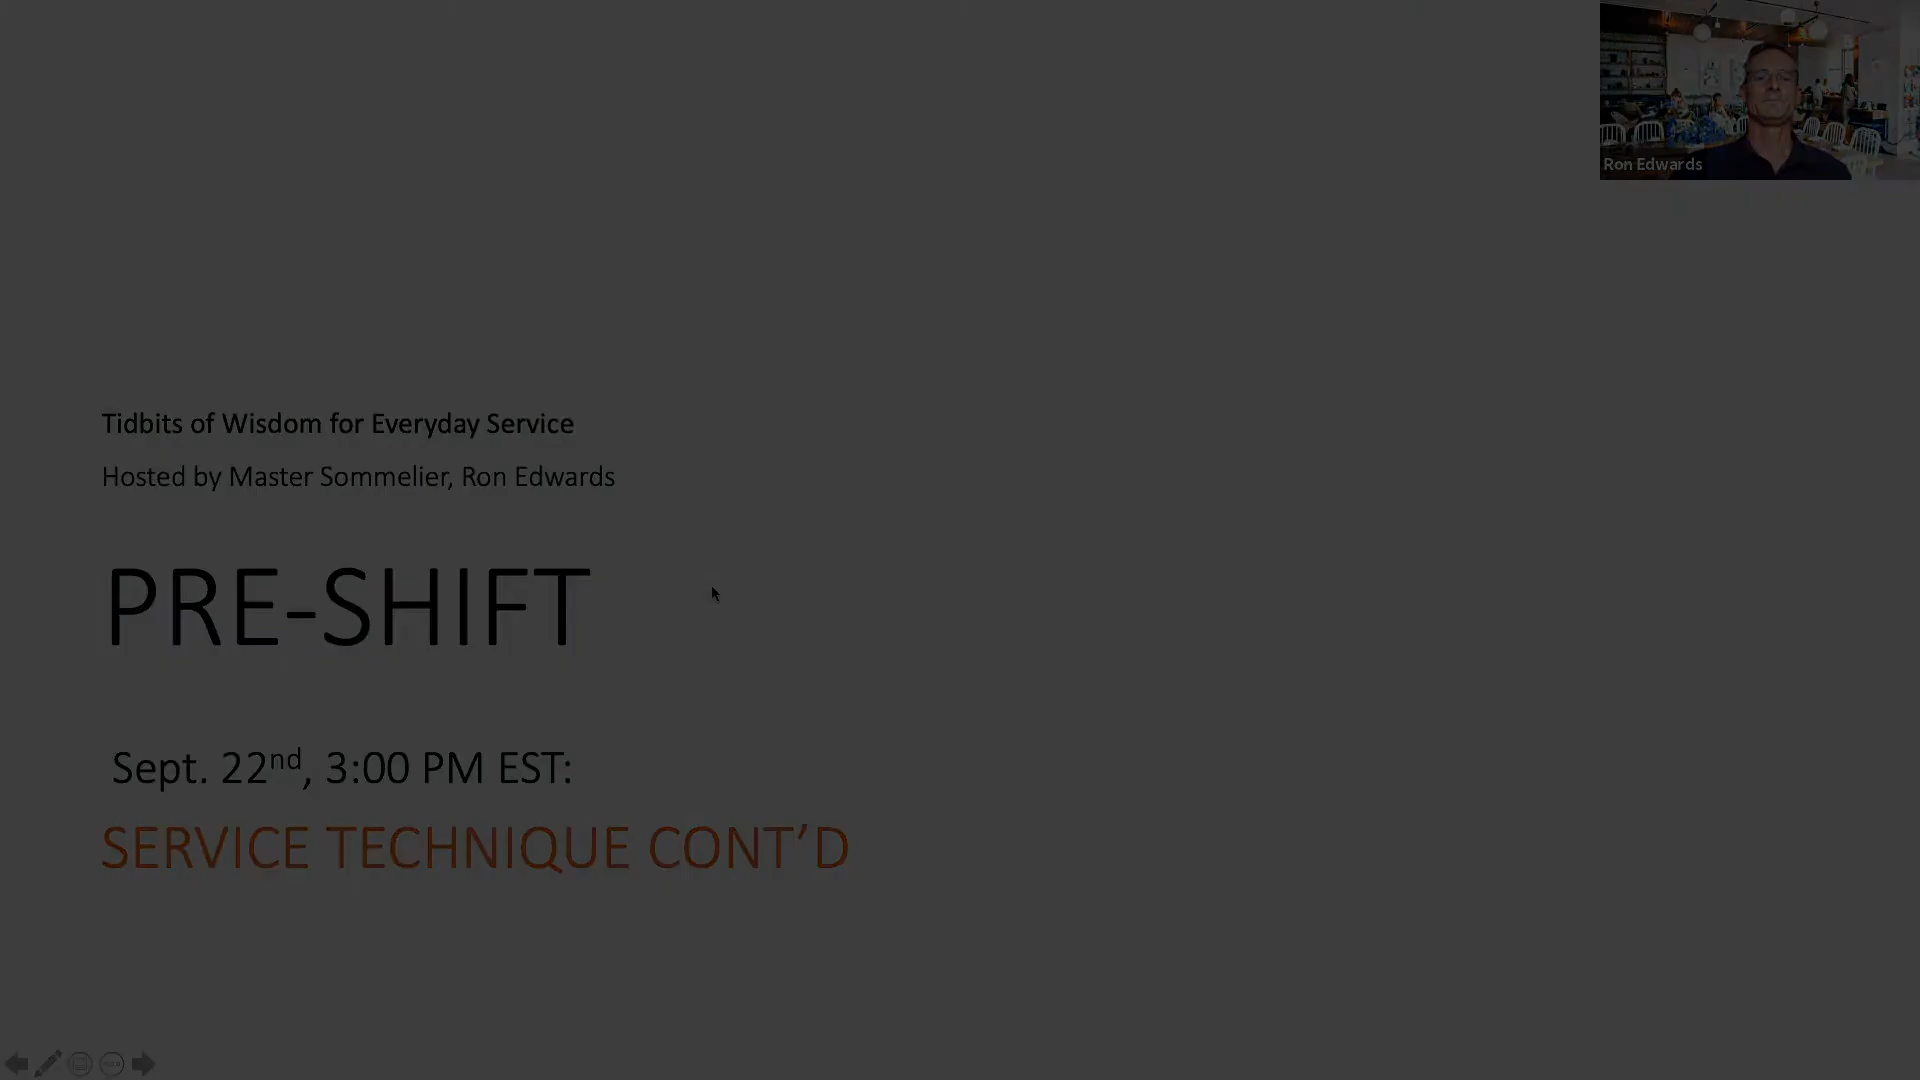 Ron Edwards
Tidbits of Wisdom for Everyday Service
Hosted by Master Sommelier, Ron Edwards
PRE-SHIFT
Sept. 22nd, 3:00 PM EST:
SERVICE TECHNIQUE CONT’D